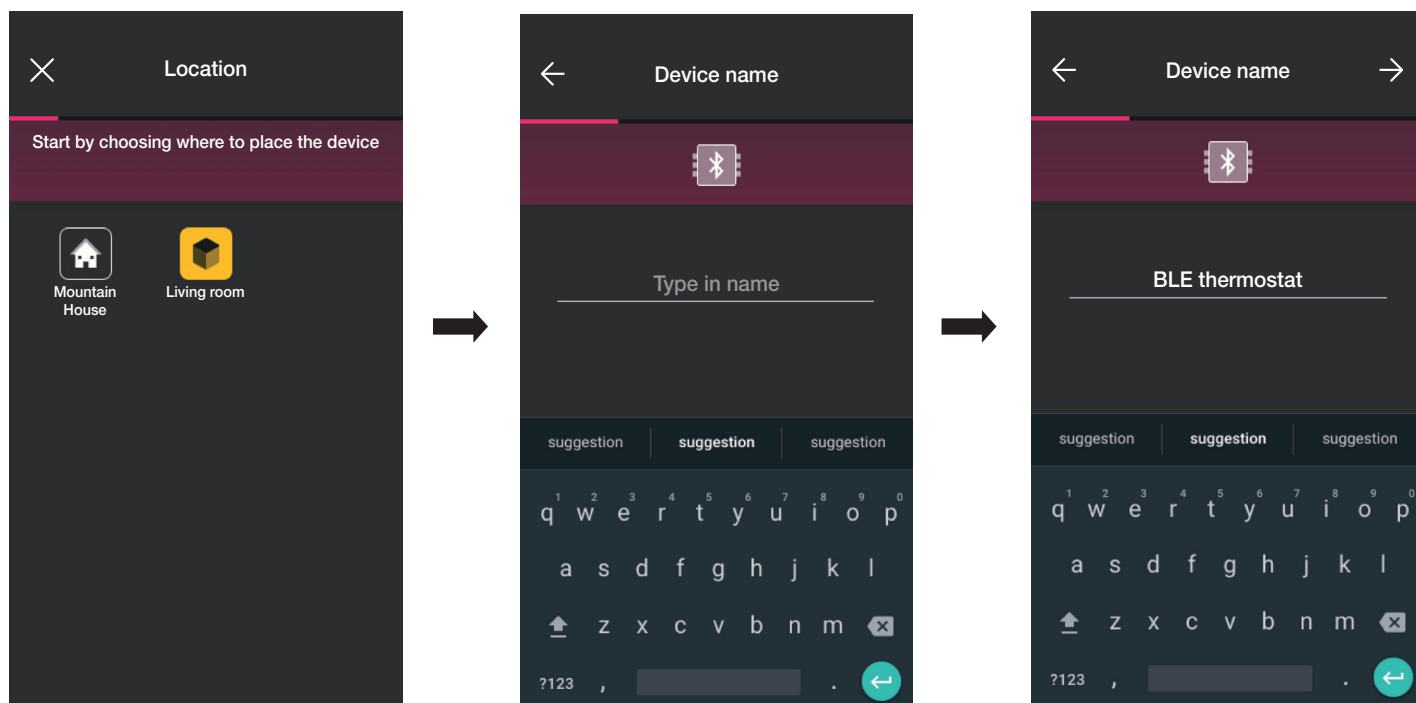 Location
Start by choosing where to place the device
Mountain
House
Living room
Device name
Type in name
suggestion suggestion suggestion
1 2 3 4 5 6 7 8 9 0
q w e r t y u i o p
a s d f g h j k l
z x c v b n m
?123 , .
Device name
BLE thermostat
suggestion suggestion suggestion
1 2 3 4 5 6 7 8 9 0
q w e r t y u i o p
a s d f g h j k l
z x c v b n m
?123 , .